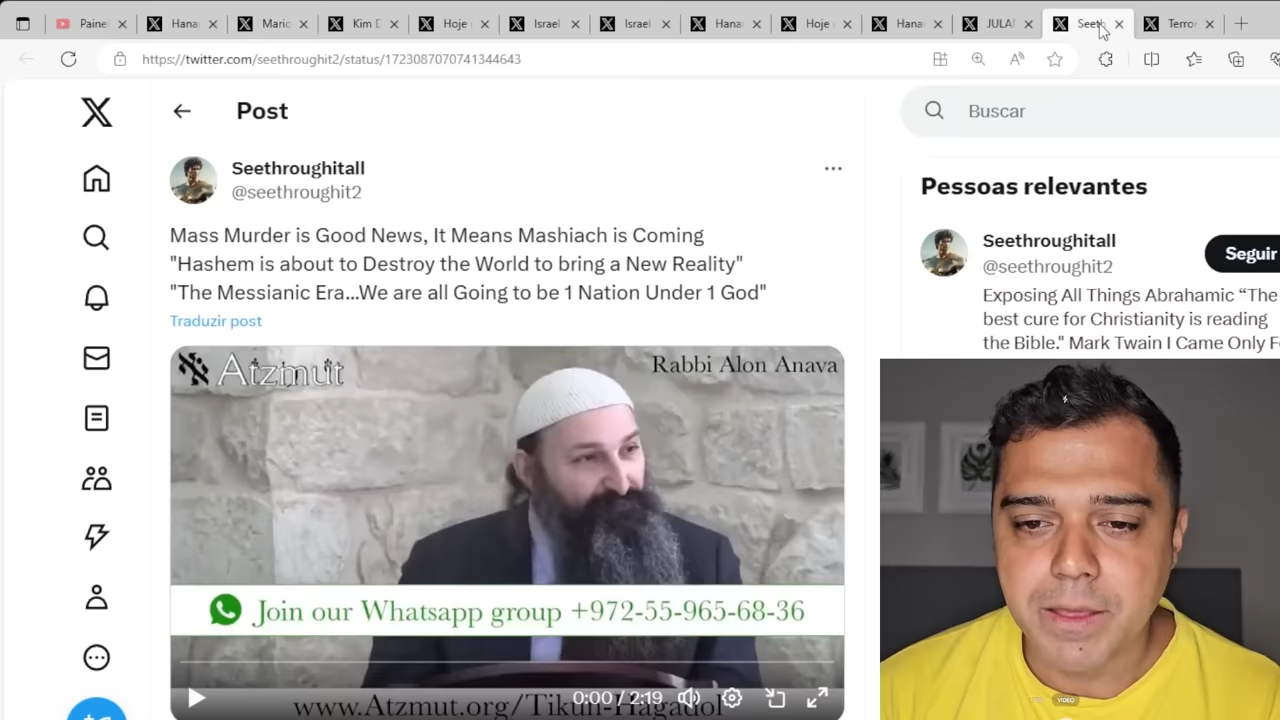 Paine
Hana
Mario
Kim D
Hoje
Israel
Israel
Hana
Hoje
Hana
JULA
Seeth
Terro
https://twitter.com/seethroughit2/status/1723087070741344643
Post
Buscar
Seethroughitall
@seethroughit2
Mass Murder is Good News, It Means Mashiach is Coming
"Hashem is about to Destroy the World to bring a New Reality"
"The Messianic Era...We are all Going to be 1 Nation Under 1 God"
Traduzir post
Atzmut
Rabbi Alon Anava
Join our Whatsapp group +972-55-965-68-36
0:00 / 2:19
www.Atzmut.org/Tikun-Hagadol
Pessoas relevantes
Seethroughitall
@seethroughit2
Seguir
Exposing All Things Abrahamic “The
best cure for Christianity is reading
the Bible." Mark Twain I Came Only F
VIDEO